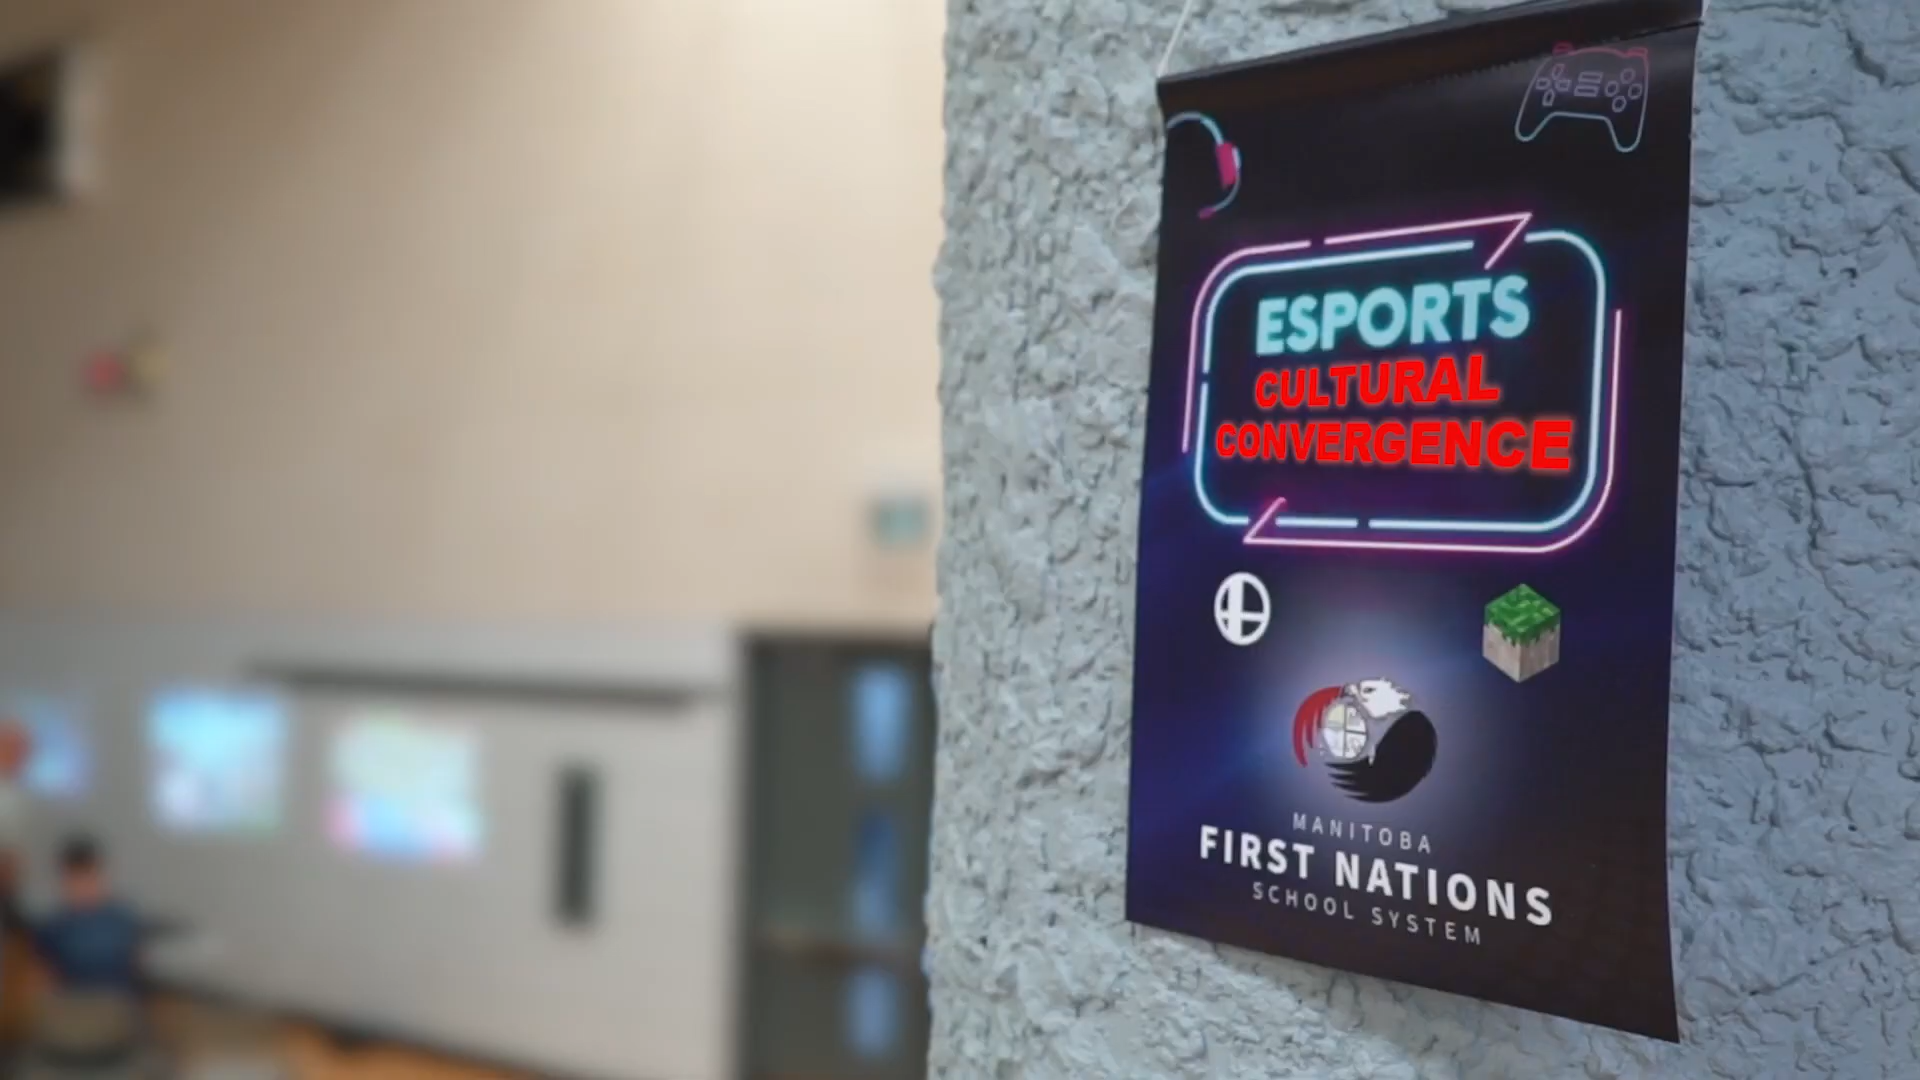 ESPORTS
CULTURAL
CONVERGENCE
MANITOBA
FIRST NATIONS
SCHOOL SYSTEM